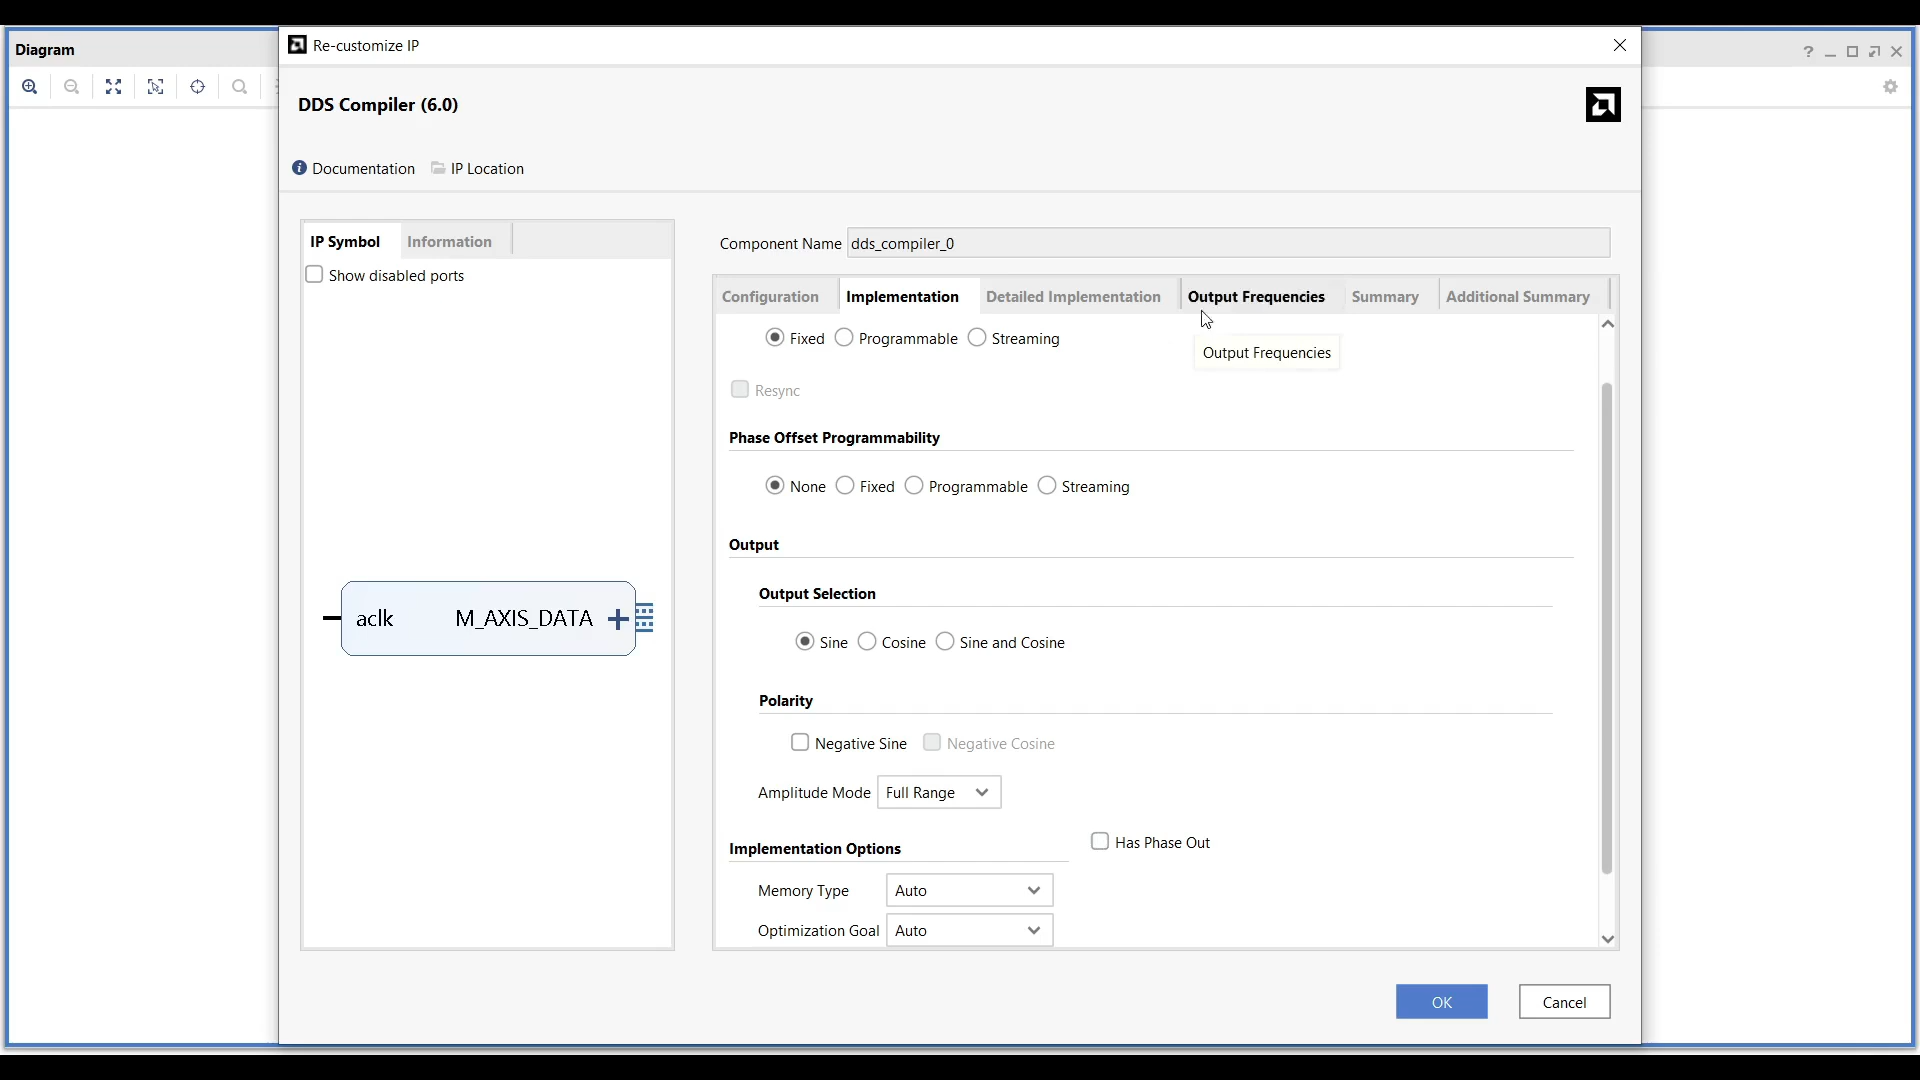 Diagram
Re-customize IP
DDS Compiler (6.0)
Documentation IP Location
IP Symbol Information
Show disabled ports
aclk M_AXIS_DATA
Component Name dds_compiler_0
Configuration Implementation Detailed Implementation Output Frequencies Summary Additional Summary
Fixed Programmable Streaming
Output Frequencies
Resync
Phase Offset Programmability
None Fixed Programmable Streaming
Output
Output Selection
Sine Cosine Sine and Cosine
Polarity
Negative Sine Negative Cosine
Amplitude Mode Full Range
Has Phase Out
Implementation Options
Memory Type Auto
Optimization Goal Auto
OK Cancel